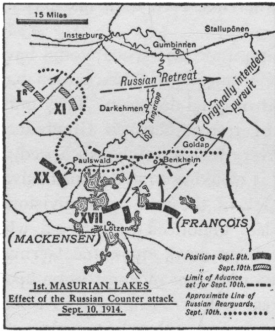 15 Miles
Insterburg
Gumbinnen
Stallupönen
Russian Retreat
Originally intended
pursuit
Iᴿ
XI
Darkehmen
Angerapp
Goldap
Paulswald
Benkheim
XX
XVII
I
(FRANÇOIS)
(MACKENSEN)
Lötzen
1st. MASURIAN LAKES
Effect of the Russian Counter attack
Sept. 10, 1914.
Positions Sept. 9th.
„ Sept. 10th.
Limit of Advance
set for Sept. 10th.
Approximate Line of
Russian Rearguards,
Sept. 10th.